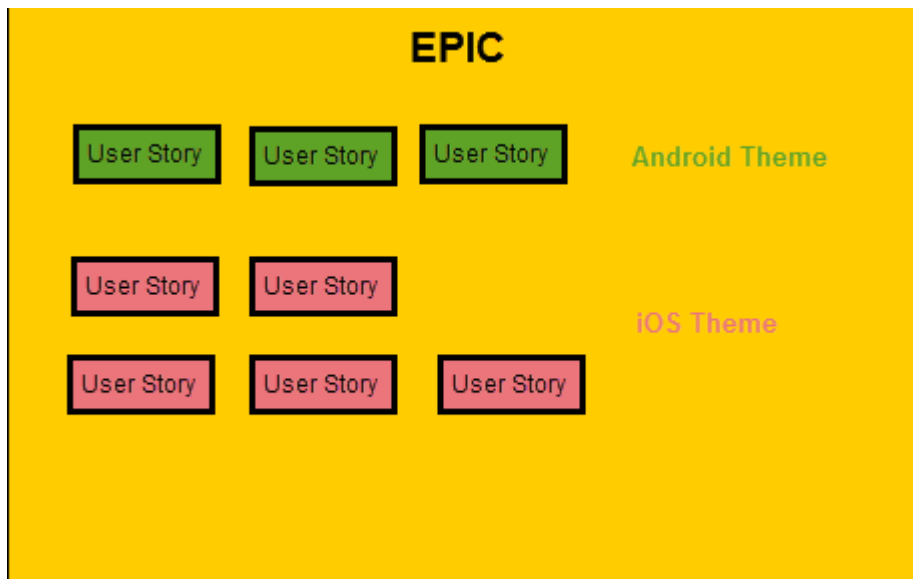 EPIC
User Story User Story User Story Android Theme
User Story User Story
iOS Theme
User Story User Story User Story